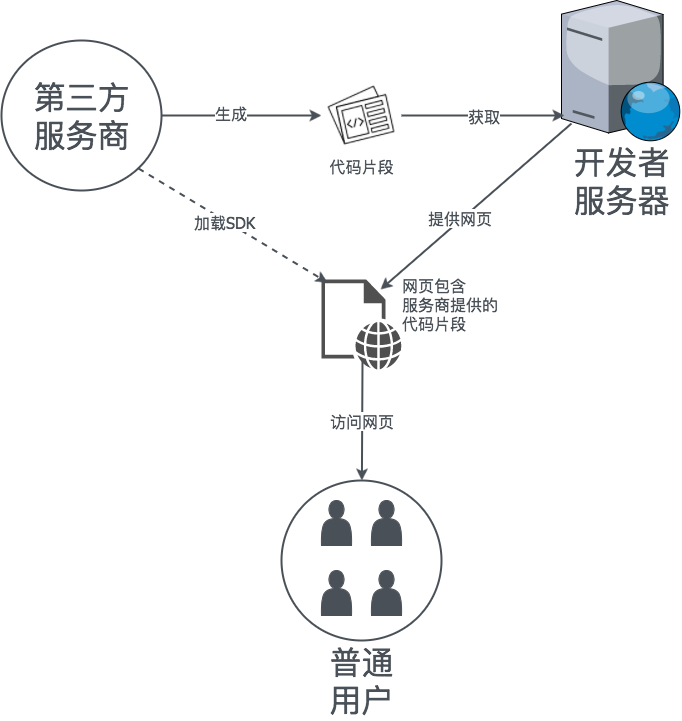 第三方
服务商
生成
代码片段
获取
开发者
服务器
加载SDK
提供网页
网页包含
服务商提供的
代码片段
访问网页
普通
用户